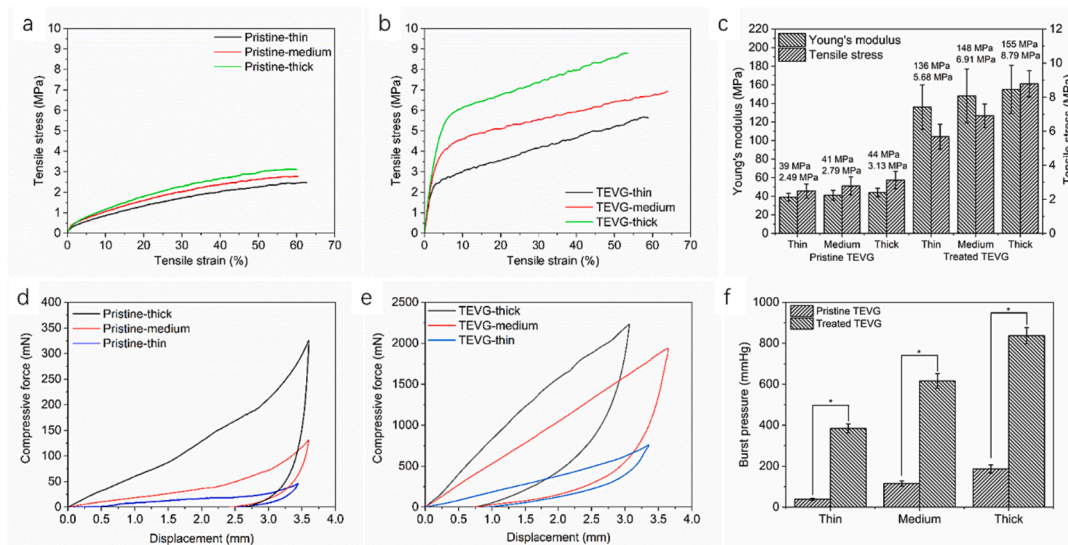 a
Pristine-thin
Pristine-medium
Pristine-thick
Tensile stress (MPa)
10
9
8
7
6
5
4
3
2
1
0
0 10 20 30 40 50 60 70
Tensile strain (%)
b
TEVG-thin
TEVG-medium
TEVG-thick
Tensile stress (MPa)
10
9
8
7
6
5
4
3
2
1
0
0 10 20 30 40 50 60 70
Tensile strain (%)
c
Young's modulus
Tensile stress
Young's modulus (MPa)
220
200
180
160
140
120
100
80
60
40
20
0
39 MPa
2.49 MPa
41 MPa
2.79 MPa
44 MPa
3.13 MPa
136 MPa
5.68 MPa
148 MPa
6.91 MPa
155 MPa
8.79 MPa
12
10
8
6
4
2
0
Tensile stress (MPa)
Thin Medium Thick Thin Medium Thick
Pristine TEVG Treated TEVG
d
Pristine-thick
Pristine-medium
Pristine-thin
Compressive force (mN)
400
350
300
250
200
150
100
50
0
0.0 0.5 1.0 1.5 2.0 2.5 3.0 3.5 4.0
Displacement (mm)
e
TEVG-thick
TEVG-medium
TEVG-thin
Compressive force (mN)
2500
2000
1500
1000
500
0
0.0 0.5 1.0 1.5 2.0 2.5 3.0 3.5 4.0
Displacement (mm)
f
Pristine TEVG
Treated TEVG
Burst pressure (mmHg)
1000
800
600
400
200
0
*
*
*
Thin Medium Thick